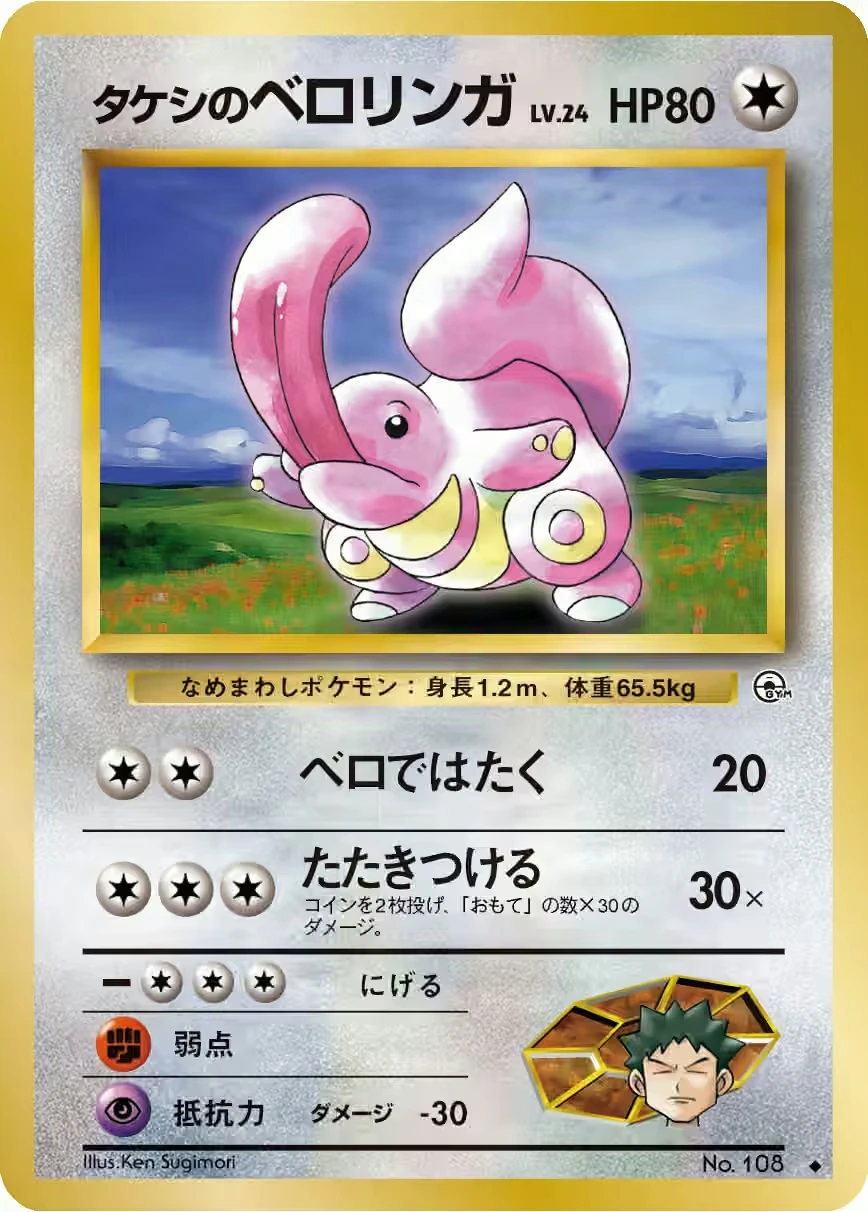 タケシのベロリンガ LV.24 HP80
なめまわしポケモン：身長1.2m、体重65.5kg
GYM
ベロではたく 20
たたきつける 30×
コインを2枚投げ、「おもて」の数×30の
ダメージ。
にげる
弱点
抵抗力 ダメージ -30
Illus.Ken Sugimori No. 108